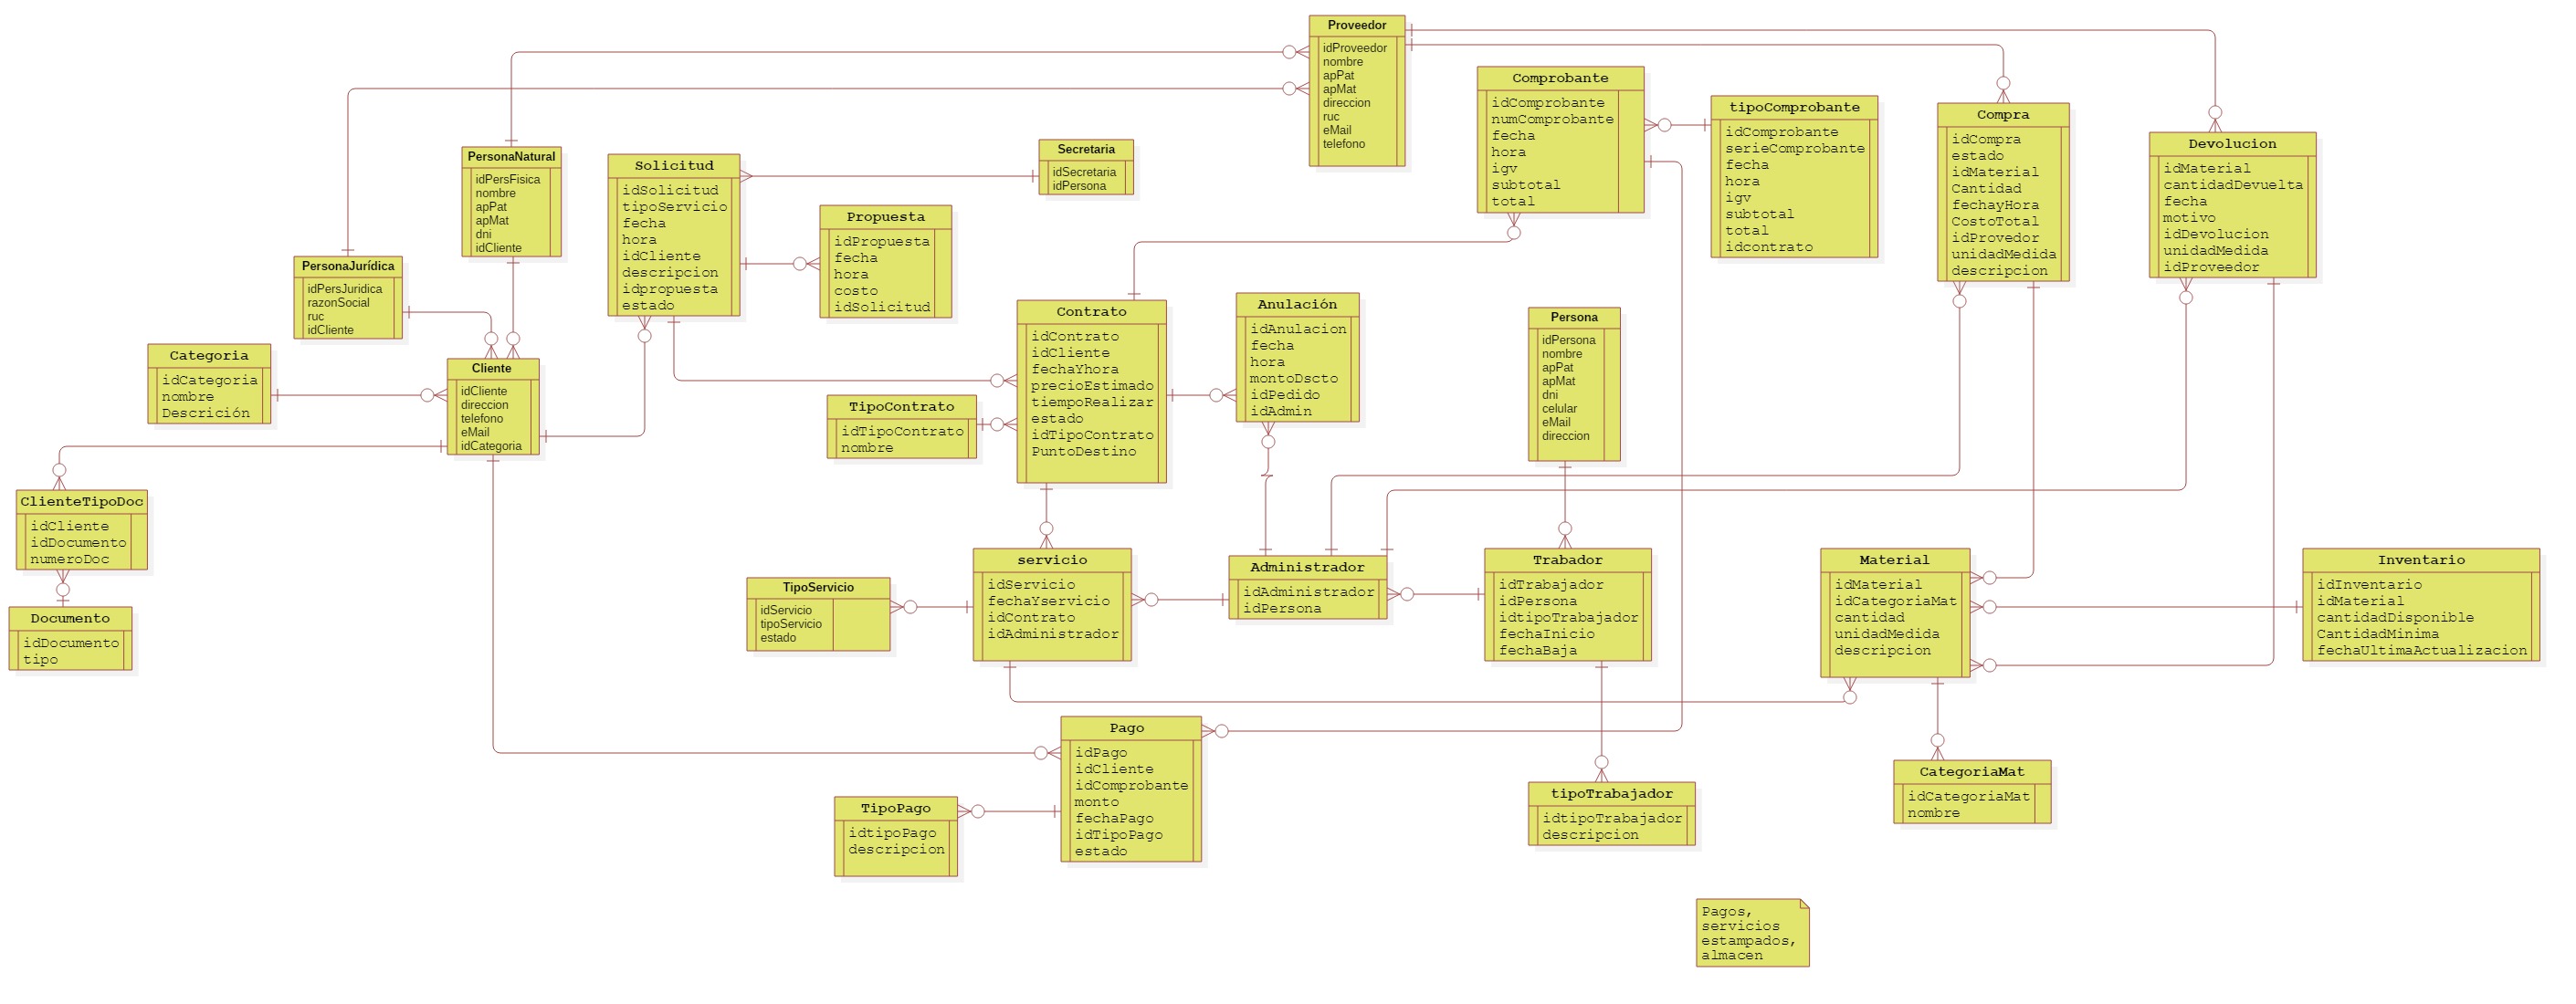 Proveedor
idProveedor
nombre
apPat
apMat
direccion
ruc
eMail
telefono
Comprobante
idComprobante
numComprobante
fecha
hora
igv
subtotal
total
tipoComprobante
idComprobante
serieComprobante
fecha
hora
igv
subtotal
total
idcontrato
Compra
idCompra
estado
idMaterial
Cantidad
fechayHora
CostoTotal
idProvedor
unidadMedida
descripcion
Devolucion
idMaterial
cantidadDevuelta
fecha
motivo
idDevolucion
unidadMedida
idProveedor
PersonaNatural
idPersFisica
nombre
apPat
apMat
dni
idCliente
Solicitud
idSolicitud
tipoServicio
fecha
hora
idCliente
descripcion
idpropuesta
estado
Secretaria
idSecretaria
idPersona
Propuesta
idPropuesta
fecha
hora
costo
idSolicitud
PersonaJurídica
idPersJuridica
razonSocial
ruc
idCliente
Categoria
idCategoria
nombre
Descrición
Cliente
idCliente
direccion
telefono
eMail
idCategoria
Contrato
idContrato
idCliente
fechaYhora
precioEstimado
tiempoRealizar
estado
idTipoContrato
PuntoDestino
Anulación
idAnulacion
fecha
hora
montoDscto
idPedido
idAdmin
Persona
idPersona
nombre
apPat
apMat
dni
celular
eMail
direccion
TipoContrato
idTipoContrato
nombre
ClienteTipoDoc
idCliente
idDocumento
numeroDoc
Documento
idDocumento
tipo
TipoServicio
idServicio
tipoServicio
estado
servicio
idServicio
fechaYservicio
idContrato
idAdministrador
Administrador
idAdministrador
idPersona
Trabador
idTrabajador
idPersona
idtipoTrabajador
fechaInicio
fechaBaja
Material
idMaterial
idCategoriaMat
cantidad
unidadMedida
descripcion
Inventario
idInventario
idMaterial
cantidadDisponible
CantidadMinima
fechaUltimaActualizacion
Pago
idPago
idCliente
idComprobante
monto
fechaPago
idTipoPago
estado
TipoPago
idtipoPago
descripcion
tipoTrabajador
idtipoTrabajador
descripcion
CategoriaMat
idCategoriaMat
nombre
Pagos,
servicios
estampados,
almacen